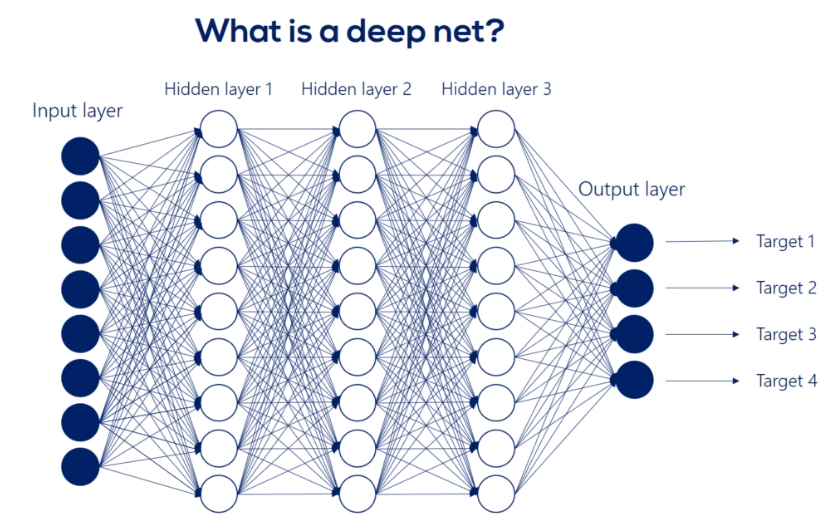 What is a deep net?
Hidden layer 1 Hidden layer 2 Hidden layer 3
Input layer
Output layer
Target 1
Target 2
Target 3
Target 4